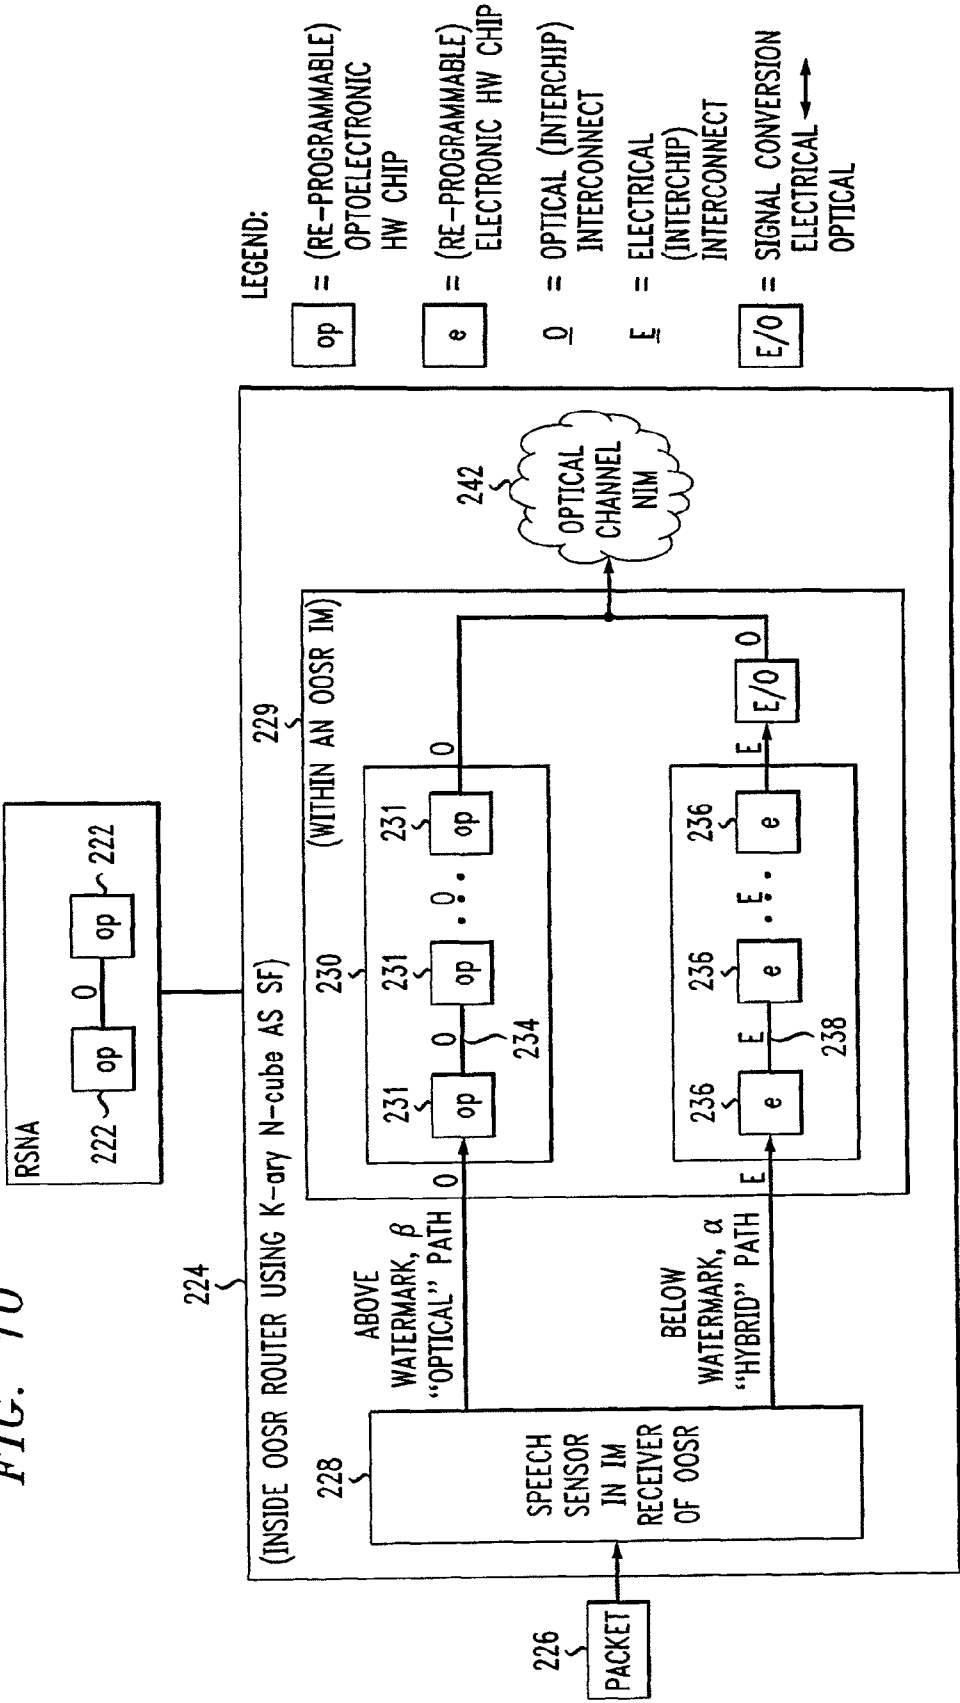 FIG. 10
RSNA
222
op
O
op
222
224
(INSIDE OOSR ROUTER USING K-ary N-cube AS SF)
226
PACKET
228
SPEECH
SENSOR
IN IM
RECEIVER
OF OOSR
ABOVE
WATERMARK, β
"OPTICAL" PATH
BELOW
WATERMARK, α
"HYBRID" PATH
229
(WITHIN AN OOSR IM)
230
O
231
op
O
234
231
op
. O . .
231
op
O
E
236
e
E
238
236
e
. E . .
236
e
E
E/O
O
242
OPTICAL
CHANNEL
NIM
LEGEND:
op = (RE-PROGRAMMABLE)
OPTOELECTRONIC
HW CHIP
e = (RE-PROGRAMMABLE)
ELECTRONIC HW CHIP
O = OPTICAL (INTERCHIP)
INTERCONNECT
E = ELECTRICAL
(INTERCHIP)
INTERCONNECT
E/O = SIGNAL CONVERSION
ELECTRICAL ↔
OPTICAL